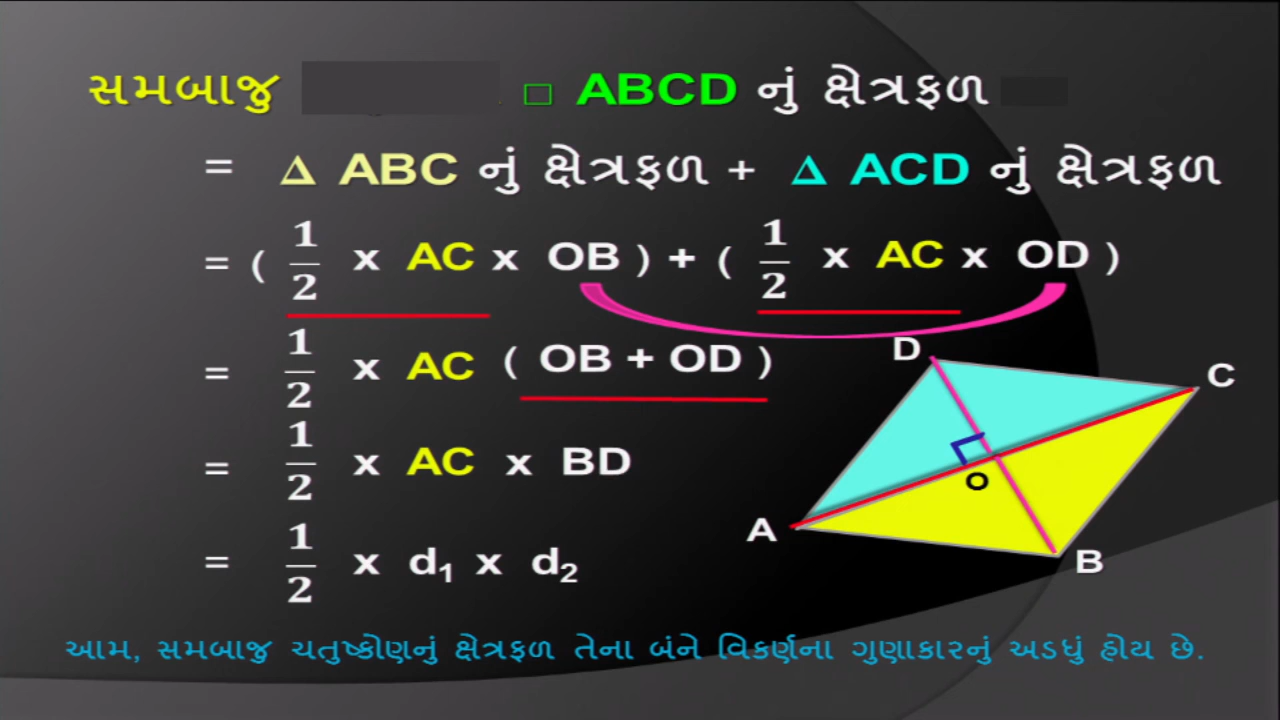 સમબાજુ □ ABCD નું ક્ષેત્રફળ
= Δ ABC નું ક્ષેત્રફળ + Δ ACD નું ક્ષેત્રફળ
= ( 1/2 x AC x OB ) + ( 1/2 x AC x OD )
= 1/2 x AC ( OB + OD )
= 1/2 x AC x BD
= 1/2 x d₁ x d₂
D
C
O
A
B
આમ, સમબાજુ ચતુષ્કોણનું ક્ષેત્રફળ તેના બંને વિકર્ણના ગુણાકારનું અડધું હોય છે.